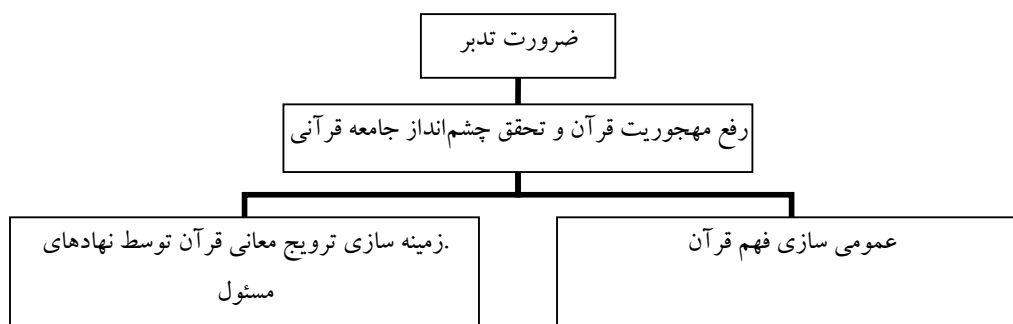 ضرورت تدبر
رفع مهجوریت قرآن و تحقق چشم‌انداز جامعه قرآنی
عمومی سازی فهم قرآن
.زمینه سازی ترویج معانی قرآن توسط نهادهای
مسئول